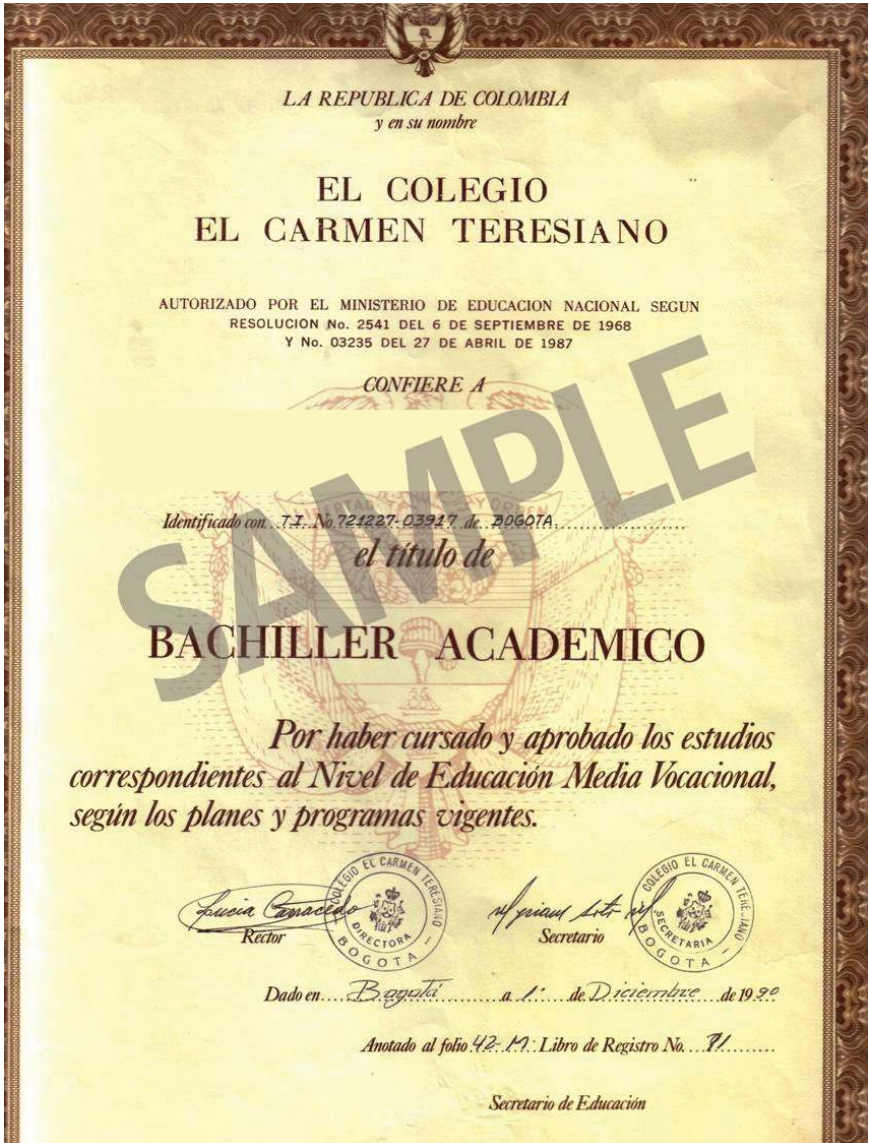 LA REPUBLICA DE COLOMBIA
y en su nombre
EL COLEGIO
EL CARMEN TERESIANO
AUTORIZADO POR EL MINISTERIO DE EDUCACION NACIONAL SEGUN
RESOLUCION No. 2541 DEL 6 DE SEPTIEMBRE DE 1968
Y No. 03235 DEL 27 DE ABRIL DE 1987
CONFIERE A
SAMPLE
Identificado con T.I. No. 721227-03917 de BOGOTA
el título de
BACHILLER ACADEMICO
Por haber cursado y aprobado los estudios
correspondientes al Nivel de Educación Media Vocacional,
según los planes y programas vigentes.
COLEGIO EL CARMEN TERESIANO
DIRECTORA
BOGOTA
Lucia
Rector
COLEGIO EL CARMEN TERESIANO
SECRETARIA
BOGOTA
Soto
Secretario
Dado en Bogotá a 1º de Diciembre de 1990
Anotado al folio 42-M. Libro de Registro No.
Secretario de Educación